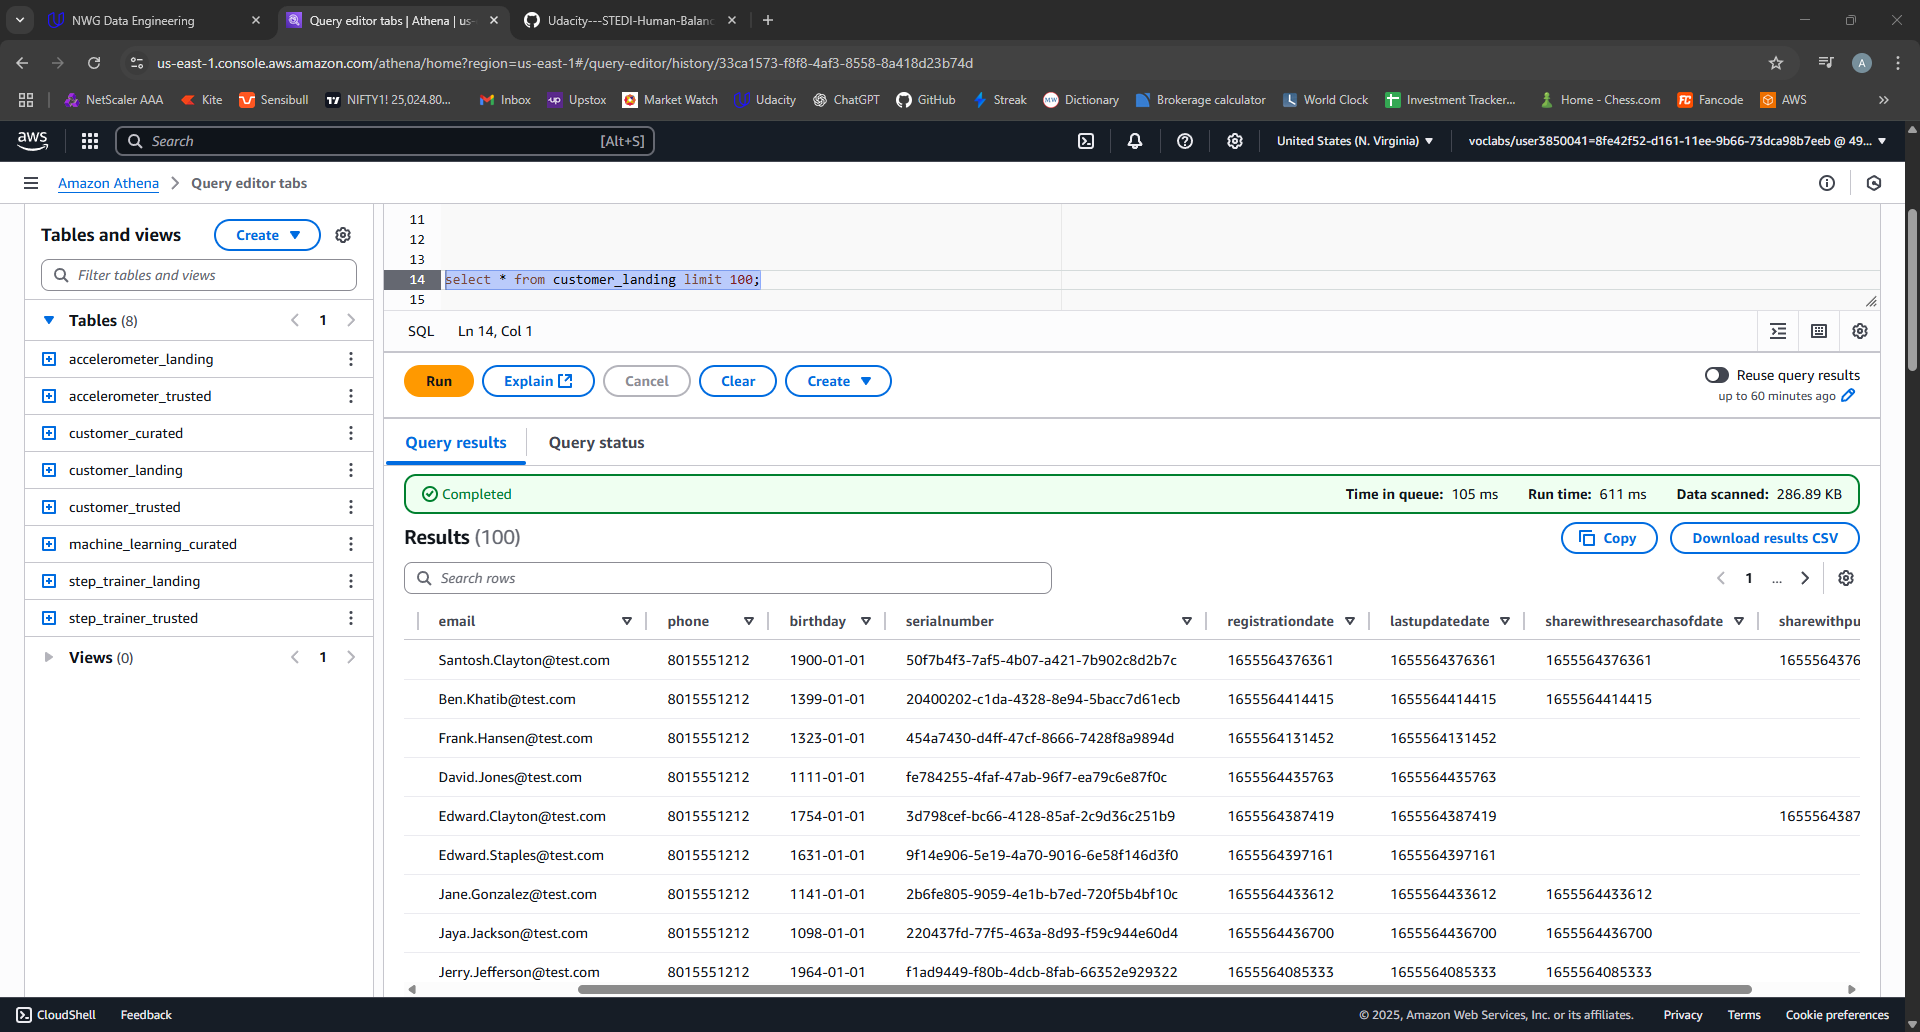 NWG Data Engineering
Query editor tabs | Athena | us-
Udacity---STEDI-Human-Balanc
us-east-1.console.aws.amazon.com/athena/home?region=us-east-1#/query-editor/history/33ca1573-f8f8-4af3-8558-8a418d23b74d
A
NetScaler AAA Kite Sensibull NIFTY1! 25,024.80... Inbox Upstox Market Watch Udacity ChatGPT GitHub Streak Dictionary Brokerage calculator World Clock Investment Tracker... Home - Chess.com Fancode AWS
aws Search [Alt+S] United States (N. Virginia) voclabs/user3850041=8fe42f52-d161-11ee-9b66-73dca98b7eeb @ 49...
Amazon Athena Query editor tabs
Tables and views Create
Filter tables and views
Tables (8) 1
accelerometer_landing
accelerometer_trusted
customer_curated
customer_landing
customer_trusted
machine_learning_curated
step_trainer_landing
step_trainer_trusted
Views (0) 1
11
12
13
14 select * from customer_landing limit 100;
15
SQL Ln 14, Col 1
Run Explain Cancel Clear Create
Reuse query results
up to 60 minutes ago
Query results Query status
Completed Time in queue: 105 ms Run time: 611 ms Data scanned: 286.89 KB
Results (100) Copy Download results CSV
Search rows 1 ...
email phone birthday serialnumber registrationdate lastupdatedate sharewithresearchasofdate sharewithpu
Santosh.Clayton@test.com 8015551212 1900-01-01 50f7b4f3-7af5-4b07-a421-7b902c8d2b7c 1655564376361 1655564376361 1655564376361 1655564376
Ben.Khatib@test.com 8015551212 1399-01-01 20400202-c1da-4328-8e94-5bacc7d61ecb 1655564414415 1655564414415 1655564414415
Frank.Hansen@test.com 8015551212 1323-01-01 454a7430-d4ff-47cf-8666-7428f8a9894d 1655564131452 1655564131452
David.Jones@test.com 8015551212 1111-01-01 fe784255-4faf-47ab-96f7-ea79c6e87f0c 1655564435763 1655564435763
Edward.Clayton@test.com 8015551212 1754-01-01 3d798cef-bc66-4128-85af-2c9d36c251b9 1655564387419 1655564387419 1655564387
Edward.Staples@test.com 8015551212 1631-01-01 9f14e906-5e19-4a70-9016-6e58f146d3f0 1655564397161 1655564397161
Jane.Gonzalez@test.com 8015551212 1141-01-01 2b6fe805-9059-4e1b-b7ed-720f5b4bf10c 1655564433612 1655564433612 1655564433612
Jaya.Jackson@test.com 8015551212 1098-01-01 220437fd-77f5-463a-8d93-f59c944e60d4 1655564436700 1655564436700 1655564436700
Jerry.Jefferson@test.com 8015551212 1964-01-01 f1ad9449-f80b-4dcb-8fab-66352e929322 1655564085333 1655564085333 1655564085333
CloudShell Feedback © 2025, Amazon Web Services, Inc. or its affiliates. Privacy Terms Cookie preferences